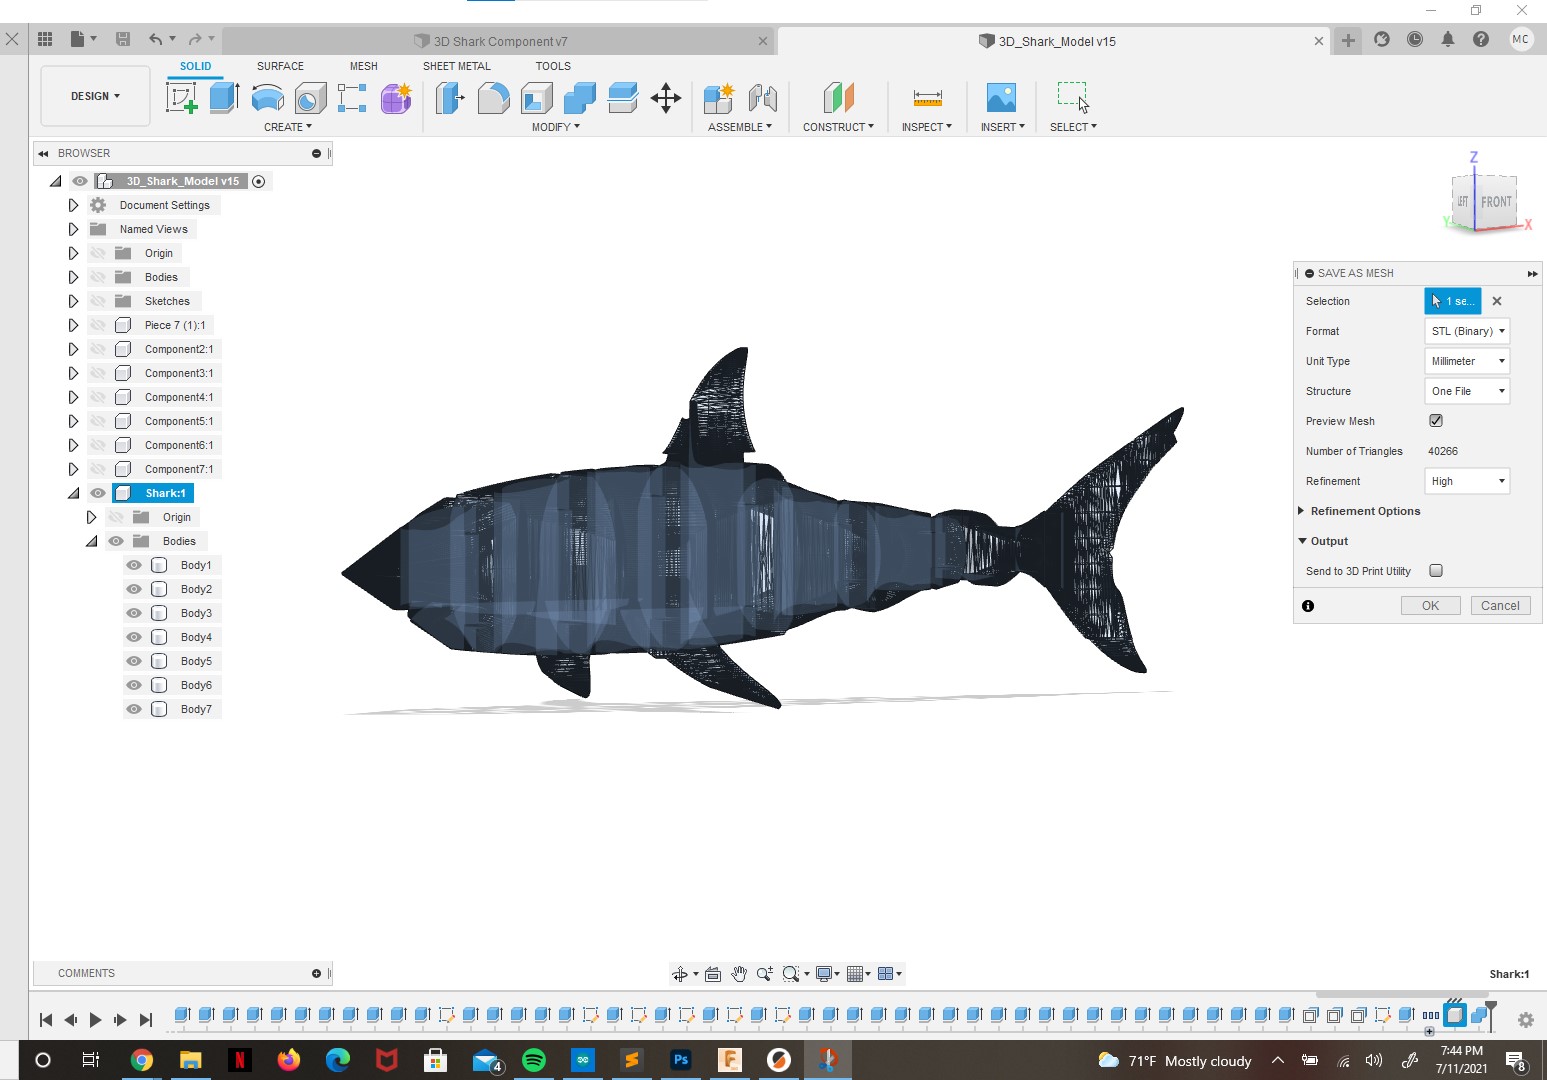 3D Shark Component v7
3D_Shark_Model v15
MC
DESIGN
SOLID
SURFACE
MESH
SHEET METAL
TOOLS
CREATE
MODIFY
ASSEMBLE
CONSTRUCT
INSPECT
INSERT
SELECT
BROWSER
3D_Shark_Model v15
Document Settings
Named Views
Origin
Bodies
Sketches
Piece 7 (1):1
Component2:1
Component3:1
Component4:1
Component5:1
Component6:1
Component7:1
Shark:1
Origin
Bodies
Body1
Body2
Body3
Body4
Body5
Body6
Body7
Z
LEFT
FRONT
Y
X
SAVE AS MESH
Selection
1 se...
Format
STL (Binary)
Unit Type
Millimeter
Structure
One File
Preview Mesh
Number of Triangles
40266
Refinement
High
Refinement Options
Output
Send to 3D Print Utility
OK
Cancel
COMMENTS
Shark:1
N
4
Ps
F
71°F Mostly cloudy
7:44 PM
7/11/2021
8